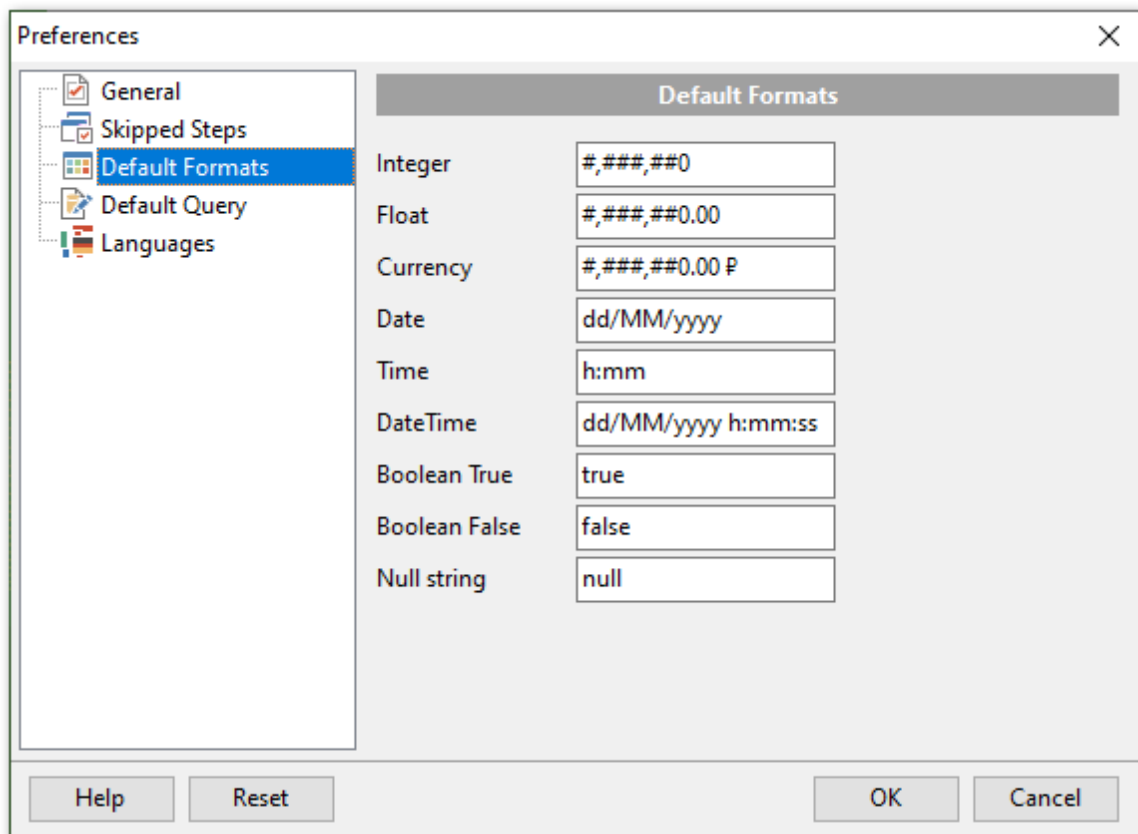 Preferences
General
Skipped Steps
Default Formats
Default Query
Languages
Default Formats
Integer #,###,##0
Float #,###,##0.00
Currency #,###,##0.00 ₽
Date dd/MM/yyyy
Time h:mm
DateTime dd/MM/yyyy h:mm:ss
Boolean True true
Boolean False false
Null string null
Help Reset OK Cancel